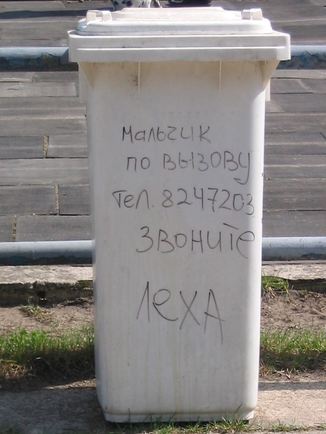 мальчик
по вызову
тел. 8247203
звоните
леха